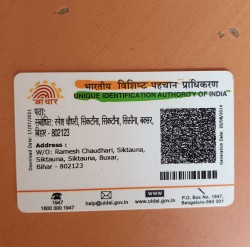 भारतीय विशिष्ट पहचान प्राधिकरण
UNIQUE IDENTIFICATION AUTHORITY OF INDIA
आधार
पता:
संबोधित: रमेश चौधरी, सिकटौना, सिकटौना, सिकटौना, बक्सर,
बिहार - 802123
Address :
W/O: Ramesh Chaudhari, Siktauna,
Siktauna, Siktauna, Buxar,
Bihar - 802123
1947
1800 300 1947
help@uidai.gov.in
WWW
www.uidai.gov.in
P.O. Box No. 1947,
Bengaluru-560 001